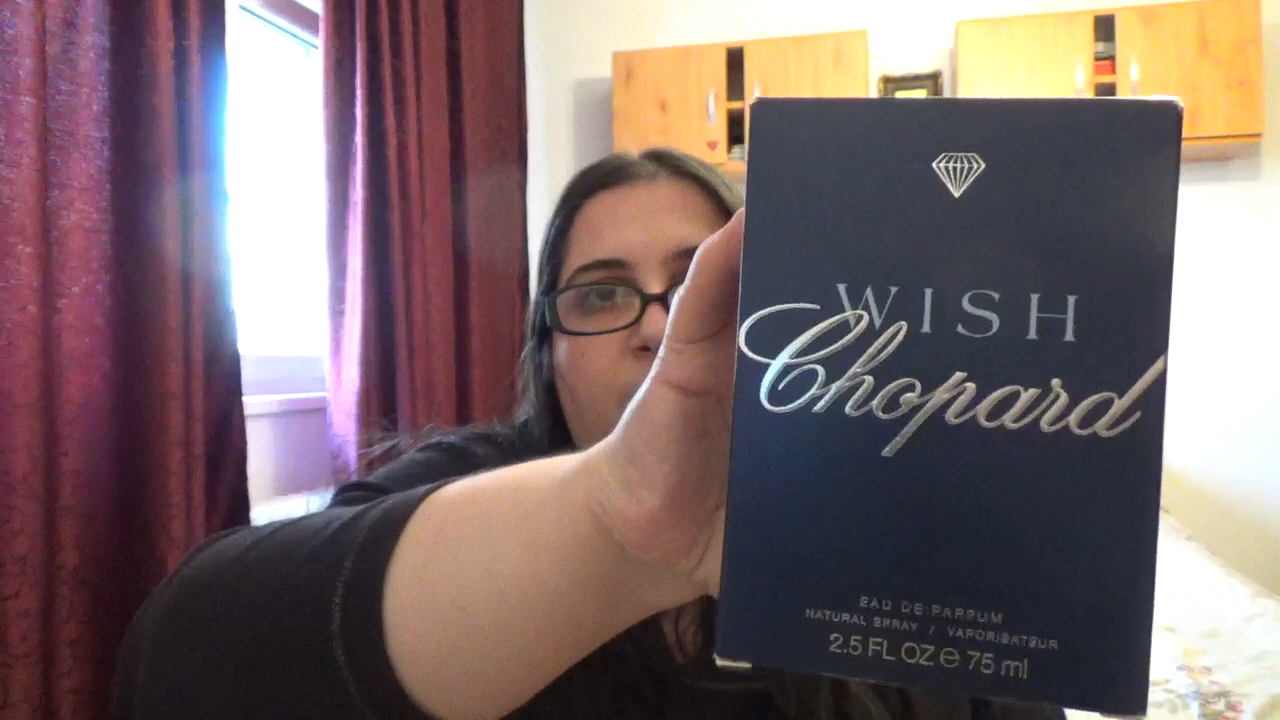 WISH
Chopard
EAU DE PARFUM
NATURAL SPRAY / VAPORISATEUR
2.5 FL OZ e 75 ml